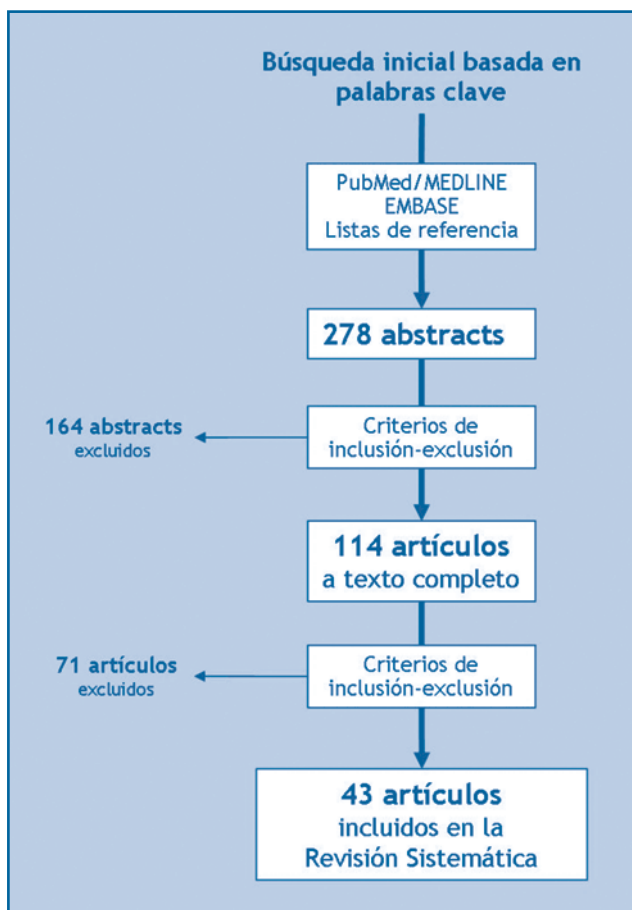 Búsqueda inicial basada en
palabras clave
PubMed/MEDLINE
EMBASE
Listas de referencia
278 abstracts
164 abstracts
excluidos
Criterios de
inclusión-exclusión
114 artículos
a texto completo
71 artículos
excluidos
Criterios de
inclusión-exclusión
43 artículos
incluidos en la
Revisión Sistemática